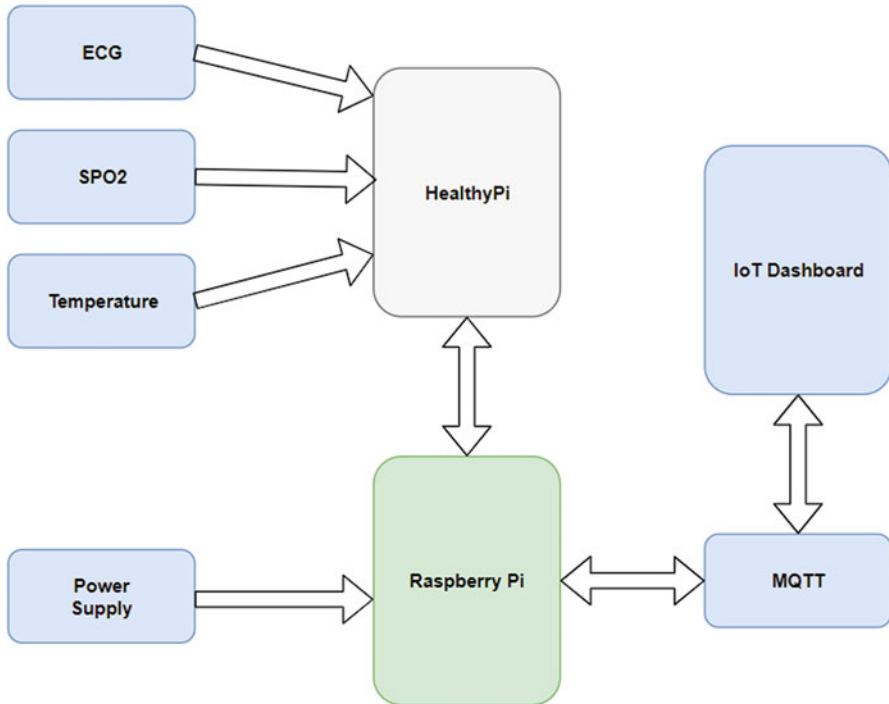 ECG
SPO2
Temperature
HealthyPi
IoT Dashboard
Power
Supply
Raspberry Pi
MQTT